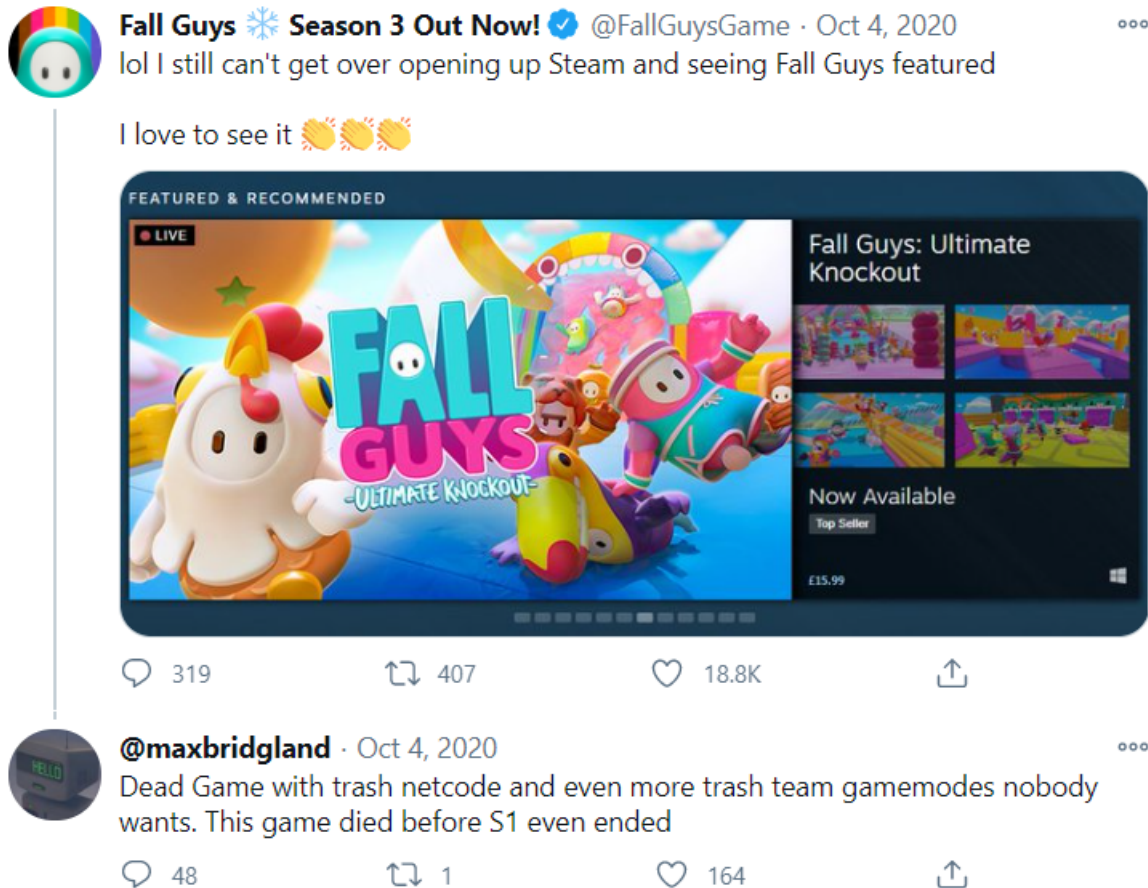 Fall Guys ❄️ Season 3 Out Now! @FallGuysGame · Oct 4, 2020
lol I still can't get over opening up Steam and seeing Fall Guys featured
I love to see it 👏👏👏
FEATURED & RECOMMENDED
LIVE
FALL
GUYS
-ULTIMATE KNOCKOUT-
Fall Guys: Ultimate
Knockout
Now Available
Top Seller
£15.99
319 407 18.8K
@maxbridgland · Oct 4, 2020
HELLO
Dead Game with trash netcode and even more trash team gamemodes nobody
wants. This game died before S1 even ended
48 1 164